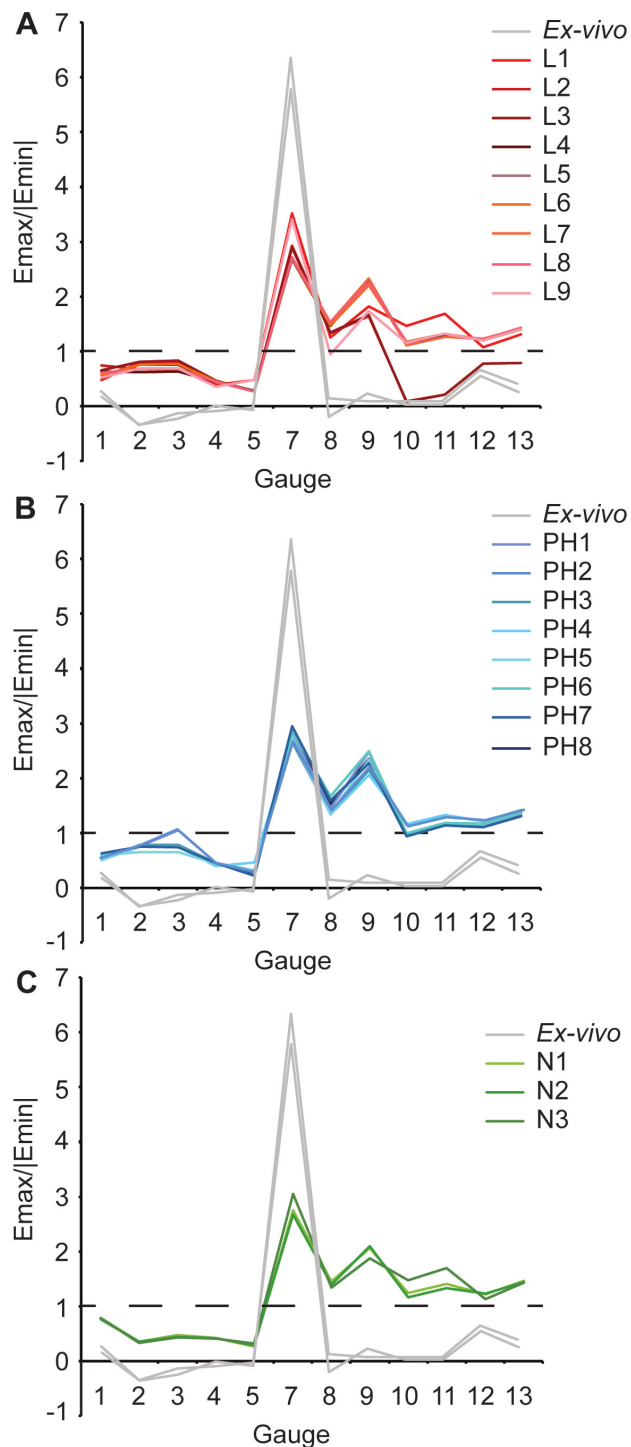 A
7
6
5
4
3
2
1
0
-1
Emax/|Emin|
1 2 3 4 5 7 8 9 10 11 12 13
Gauge
Ex-vivo
L1
L2
L3
L4
L5
L6
L7
L8
L9
B
7
6
5
4
3
2
1
0
-1
Emax/|Emin|
1 2 3 4 5 7 8 9 10 11 12 13
Gauge
Ex-vivo
PH1
PH2
PH3
PH4
PH5
PH6
PH7
PH8
C
7
6
5
4
3
2
1
0
-1
Emax/|Emin|
1 2 3 4 5 7 8 9 10 11 12 13
Gauge
Ex-vivo
N1
N2
N3